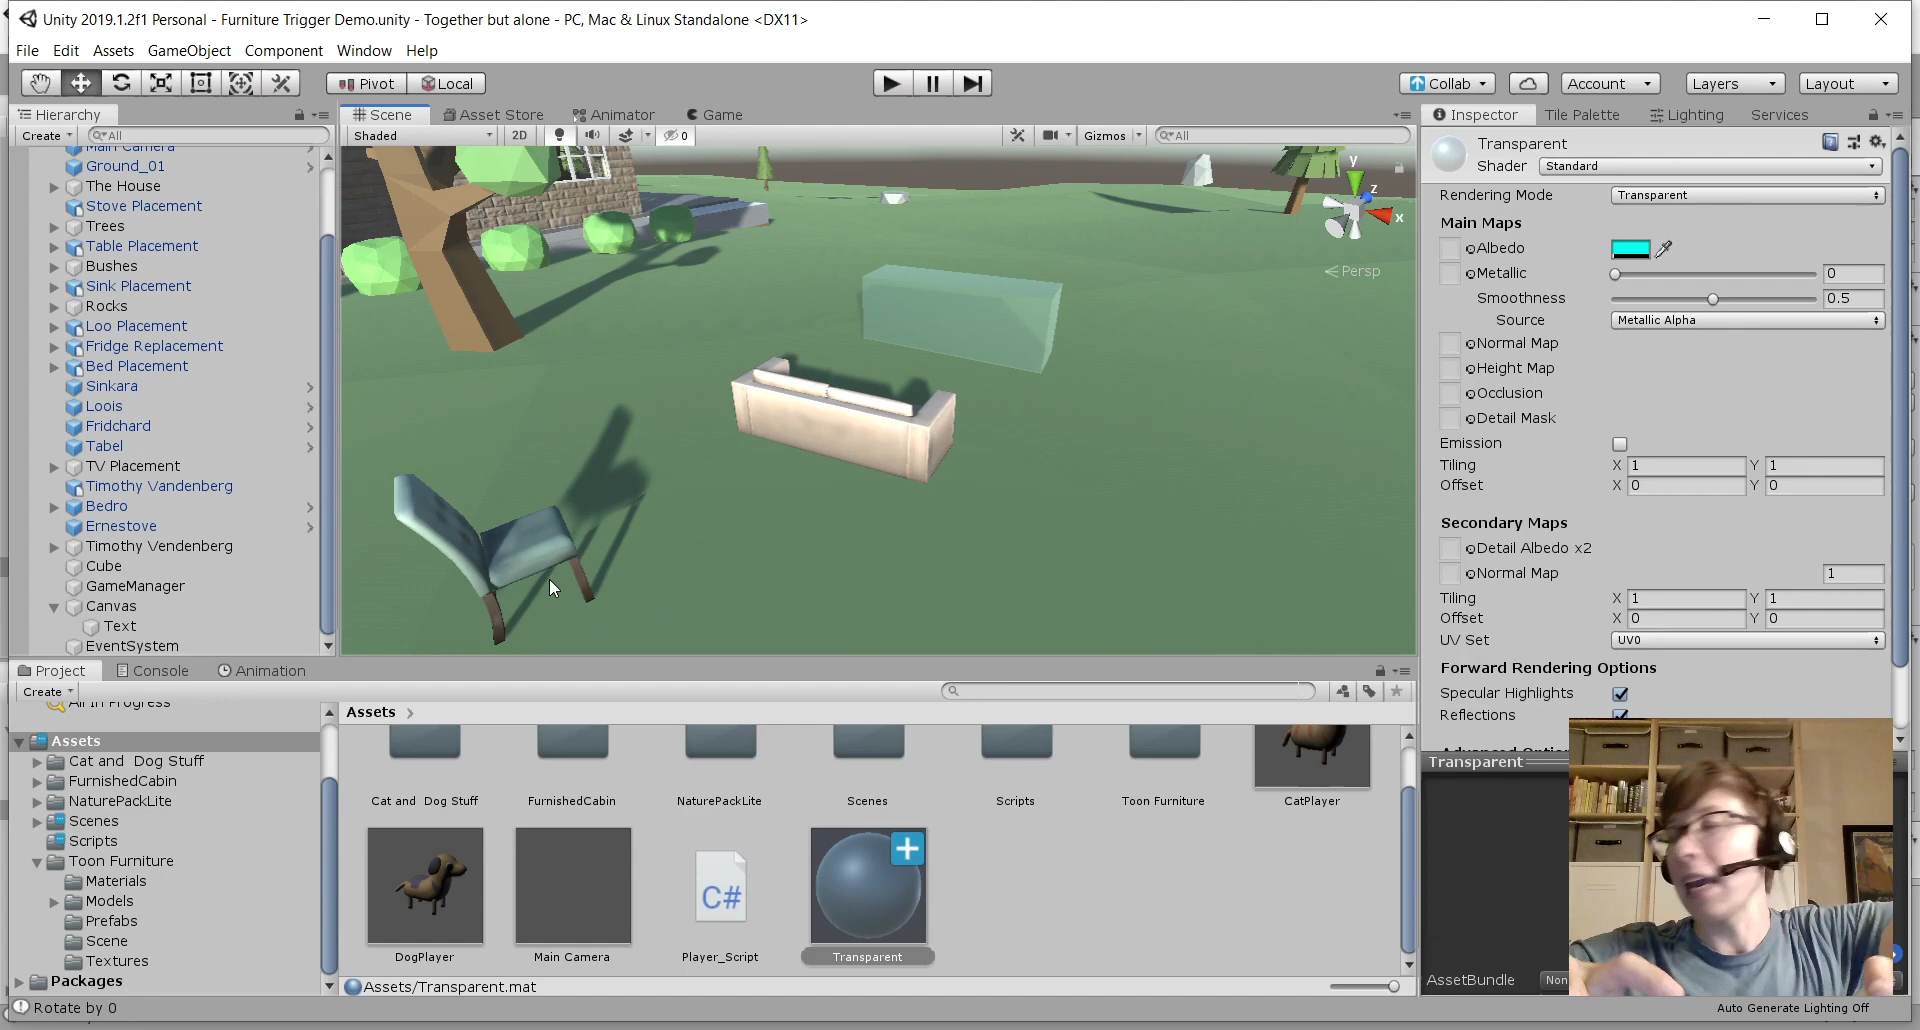 Unity 2019.1.2f1 Personal - Furniture Trigger Demo.unity - Together but alone - PC, Mac & Linux Standalone <DX11>
File Edit Assets GameObject Component Window Help
Pivot Local Collab Account Layers Layout
Hierarchy
Create All
Main Camera
Ground_01
The House
Stove Placement
Trees
Table Placement
Bushes
Sink Placement
Rocks
Loo Placement
Fridge Replacement
Bed Placement
Sinkara
Loois
Fridchard
Tabel
TV Placement
Timothy Vandenberg
Bedro
Ernestove
Timothy Vendenberg
Cube
GameManager
Canvas
Text
EventSystem
Scene Asset Store Animator Game
Shaded 2D 0 Gizmos All
y
z
x
Persp
Inspector Tile Palette Lighting Services
Transparent
Shader Standard
Rendering Mode Transparent
Main Maps
Albedo
Metallic 0
Smoothness 0.5
Source Metallic Alpha
Normal Map
Height Map
Occlusion
Detail Mask
Emission
Tiling X 1 Y 1
Offset X 0 Y 0
Secondary Maps
Detail Albedo x2
Normal Map 1
Tiling X 1 Y 1
Offset X 0 Y 0
UV Set UV0
Forward Rendering Options
Specular Highlights
Reflections
Transparent
AssetBundle Non
Project Console Animation
Create
All In Progress
Assets
Cat and Dog Stuff
FurnishedCabin
NaturePackLite
Scenes
Scripts
Toon Furniture
Materials
Models
Prefabs
Scene
Textures
Packages
Assets
Cat and Dog Stuff FurnishedCabin NaturePackLite Scenes Scripts Toon Furniture CatPlayer
C#
DogPlayer Main Camera Player_Script Transparent
Assets/Transparent.mat
Rotate by 0
Auto Generate Lighting Off